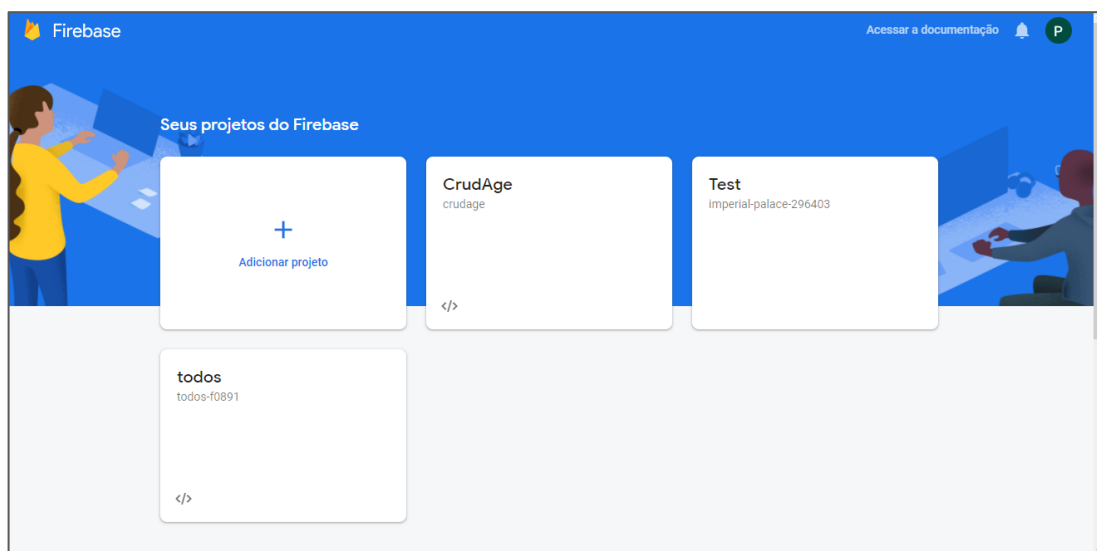 Firebase
Acessar a documentação
P
Seus projetos do Firebase
Adicionar projeto
CrudAge
crudage
</>
Test
imperial-palace-296403
todos
todos-f0891
</>